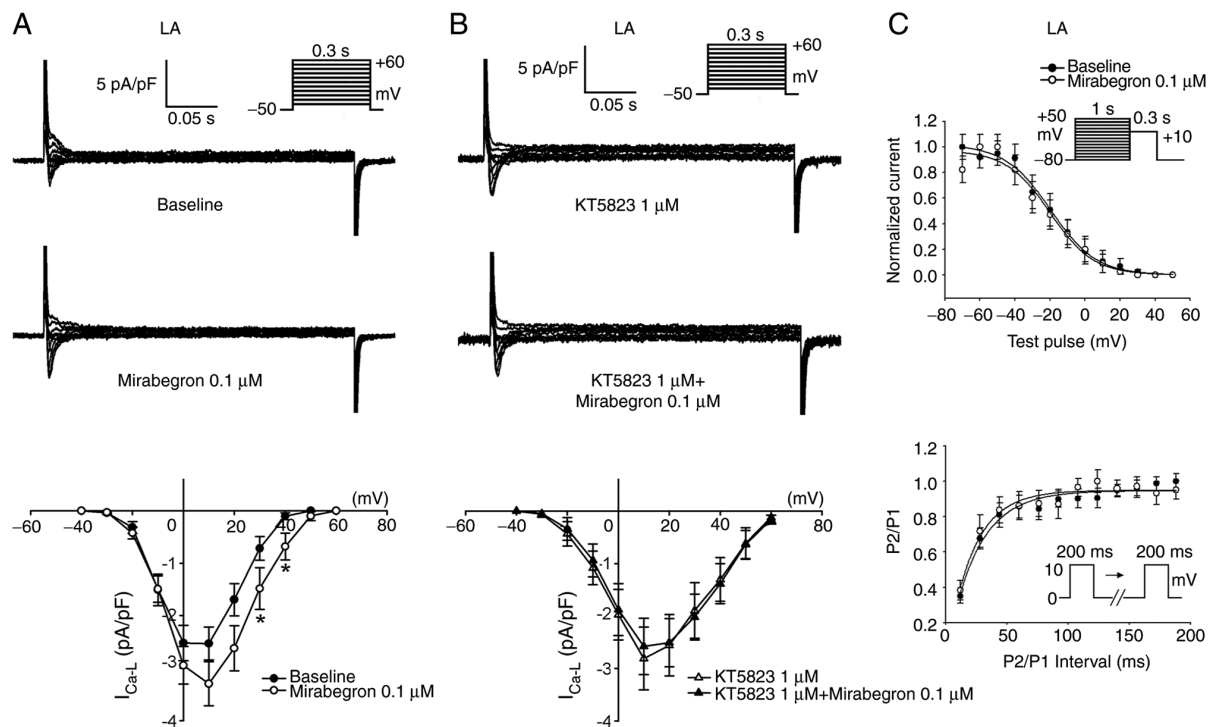 A
LA
5 pA/pF
0.05 s
0.3 s
+60
mV
−50
Baseline
Mirabegron 0.1 μM
(mV)
−60
−40
0
20
40
60
80
-1
-2
-3
-4
I Ca-L (pA/pF)
Baseline
Mirabegron 0.1 μM
*
*
B
LA
5 pA/pF
0.05 s
0.3 s
+60
mV
−50
KT5823 1 μM
KT5823 1 μM+
Mirabegron 0.1 μM
(mV)
−60
−40
0
20
40
60
80
-1
-2
-3
-4
I Ca-L (pA/pF)
KT5823 1 μM
KT5823 1 μM+Mirabegron 0.1 μM
C
LA
Baseline
Mirabegron 0.1 μM
1 s
0.3 s
+50
mV
+10
−80
1.2
1.0
0.8
0.6
0.4
0.2
0.0
Normalized current
−80
−60
−40
−20
0
20
40
60
Test pulse (mV)
1.2
1.0
0.8
0.6
0.4
0.2
P2/P1
200 ms
200 ms
10
mV
0
0
50
100
150
200
P2/P1 Interval (ms)